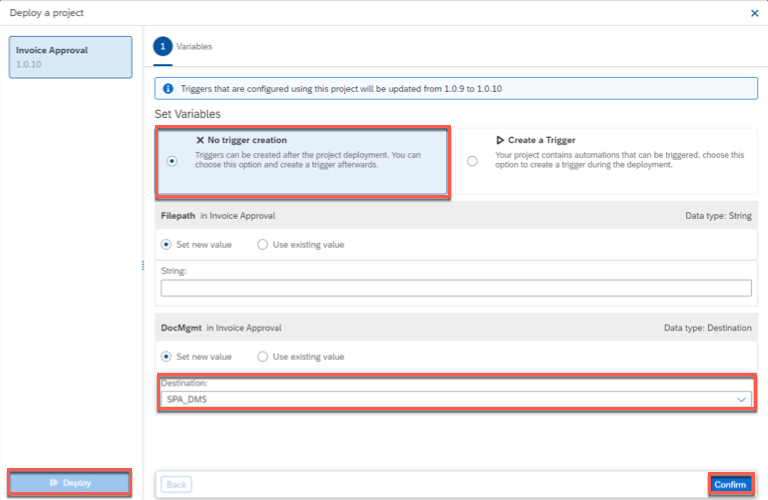 Deploy a project
Invoice Approval
1.0.10
1 Variables
Triggers that are configured using this project will be updated from 1.0.9 to 1.0.10
Set Variables
No trigger creation
Triggers can be created after the project deployment. You can
choose this option and create a trigger afterwards.
Create a Trigger
Your project contains automations that can be triggered, choose this
option to create a trigger during the deployment.
Filepath in Invoice Approval Data type: String
Set new value Use existing value
String:
DocMgmt in Invoice Approval Data type: Destination
Set new value Use existing value
Destination:
SPA_DMS
Deploy
Back Confirm